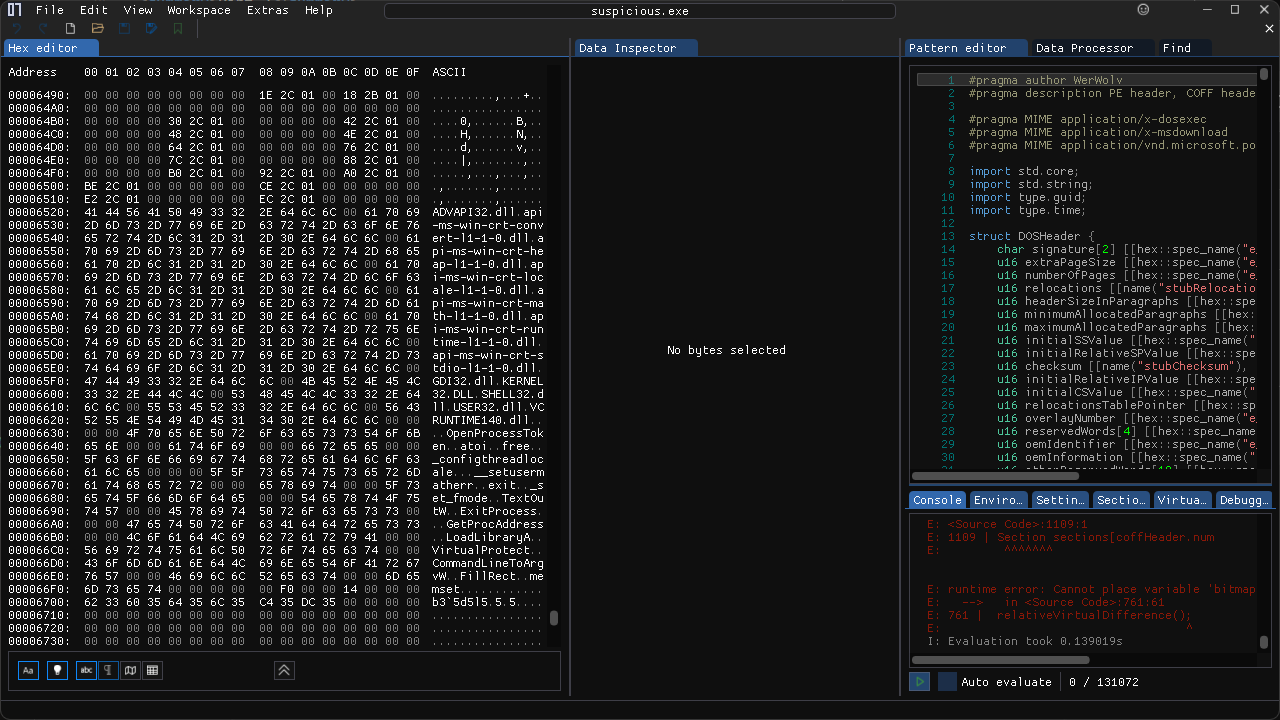 File Edit View Workspace Extras Help
suspicious.exe
Hex editor
Address 00 01 02 03 04 05 06 07 08 09 0A 0B 0C 0D 0E 0F ASCII
00006490: 00 00 00 00 00 00 00 00 1E 2C 01 00 18 2B 01 00 .........,...+..
000064A0: 00 00 00 00 00 00 00 00 00 00 00 00 00 00 00 00 ................
000064B0: 00 00 00 00 30 2C 01 00 00 00 00 00 42 2C 01 00 ....0,......B,..
000064C0: 00 00 00 00 48 2C 01 00 00 00 00 00 4E 2C 01 00 ....H,......N,..
000064D0: 00 00 00 00 64 2C 01 00 00 00 00 00 76 2C 01 00 ....d,......v,..
000064E0: 00 00 00 00 7C 2C 01 00 00 00 00 00 88 2C 01 00 ....|,.......,..
000064F0: 00 00 00 00 B0 2C 01 00 92 2C 01 00 A0 2C 01 00 .....,...,...,..
00006500: BE 2C 01 00 00 00 00 00 CE 2C 01 00 00 00 00 00 .,.......,......
00006510: E2 2C 01 00 00 00 00 00 EC 2C 01 00 00 00 00 00 .,.......,......
00006520: 41 44 56 41 50 49 33 32 2E 64 6C 6C 00 61 70 69 ADVAPI32.dll.api
00006530: 2D 6D 73 2D 77 69 6E 2D 63 72 74 2D 63 6F 6E 76 -ms-win-crt-conv
00006540: 65 72 74 2D 6C 31 2D 31 2D 30 2E 64 6C 6C 00 61 ert-l1-1-0.dll.a
00006550: 70 69 2D 6D 73 2D 77 69 6E 2D 63 72 74 2D 68 65 pi-ms-win-crt-he
00006560: 61 70 2D 6C 31 2D 31 2D 30 2E 64 6C 6C 00 61 70 ap-l1-1-0.dll.ap
00006570: 69 2D 6D 73 2D 77 69 6E 2D 63 72 74 2D 6C 6F 63 i-ms-win-crt-loc
00006580: 61 6C 65 2D 6C 31 2D 31 2D 30 2E 64 6C 6C 00 61 ale-l1-1-0.dll.a
00006590: 70 69 2D 6D 73 2D 77 69 6E 2D 63 72 74 2D 6D 61 pi-ms-win-crt-ma
000065A0: 74 68 2D 6C 31 2D 31 2D 30 2E 64 6C 6C 00 61 70 th-l1-1-0.dll.ap
000065B0: 69 2D 6D 73 2D 77 69 6E 2D 63 72 74 2D 72 75 6E i-ms-win-crt-run
000065C0: 74 69 6D 65 2D 6C 31 2D 31 2D 30 2E 64 6C 6C 00 time-l1-1-0.dll.
000065D0: 61 70 69 2D 6D 73 2D 77 69 6E 2D 63 72 74 2D 73 api-ms-win-crt-s
000065E0: 74 64 69 6F 2D 6C 31 2D 31 2D 30 2E 64 6C 6C 00 tdio-l1-1-0.dll.
000065F0: 47 44 49 33 32 2E 64 6C 6C 00 4B 45 52 4E 45 4C GDI32.dll.KERNEL
00006600: 33 32 2E 44 4C 4C 00 53 48 45 4C 4C 33 32 2E 64 32.DLL.SHELL32.d
00006610: 6C 6C 00 55 53 45 52 33 32 2E 64 6C 6C 00 56 43 ll.USER32.dll.VC
00006620: 52 55 4E 54 49 4D 45 31 34 30 2E 64 6C 6C 00 00 RUNTIME140.dll..
00006630: 00 00 4F 70 65 6E 50 72 6F 63 65 73 73 54 6F 6B ..OpenProcessTok
00006640: 65 6E 00 00 00 61 74 6F 69 00 00 66 72 65 65 00 en..atoi..free..
00006650: 5F 63 6F 6E 66 69 67 74 68 72 65 61 64 6C 6F 63 _configthreadloc
00006660: 61 6C 65 00 00 00 5F 5F 73 65 74 75 73 65 72 6D ale...__setuserm
00006670: 61 74 68 65 72 72 00 00 65 78 69 74 00 00 5F 73 atherr..exit.._s
00006680: 65 74 5F 66 6D 6F 64 65 00 00 54 65 78 74 4F 75 et_fmode..TextOu
00006690: 74 57 00 00 45 78 69 74 50 72 6F 63 65 73 73 00 tW..ExitProcess.
000066A0: 00 00 47 65 74 50 72 6F 63 41 64 64 72 65 73 73 ..GetProcAddress
000066B0: 00 00 4C 6F 61 64 4C 69 62 72 61 72 79 41 00 00 ..LoadLibraryA..
000066C0: 56 69 72 74 75 61 6C 50 72 6F 74 65 63 74 00 00 VirtualProtect..
000066D0: 43 6F 6D 6D 61 6E 64 4C 69 6E 65 54 6F 41 72 67 CommandLineToArg
000066E0: 76 57 00 00 46 69 6C 6C 52 65 63 74 00 00 6D 65 vW..FillRect..me
000066F0: 6D 73 65 74 00 00 00 00 00 F0 00 00 14 00 00 00 mset............
00006700: 62 33 60 35 64 35 6C 35 C4 35 DC 35 00 00 00 00 b3`5d5l5.5.5....
00006710: 00 00 00 00 00 00 00 00 00 00 00 00 00 00 00 00 ................
00006720: 00 00 00 00 00 00 00 00 00 00 00 00 00 00 00 00 ................
00006730: 00 00 00 00 00 00 00 00 00 00 00 00 00 00 00 00 ................
Aa abc
Data Inspector
No bytes selected
Pattern editor Data Processor Find
1 #pragma author WerWolv
2 #pragma description PE header, COFF heade
3
4 #pragma MIME application/x-dosexec
5 #pragma MIME application/x-msdownload
6 #pragma MIME application/vnd.microsoft.po
7
8 import std.core;
9 import std.string;
10 import type.guid;
11 import type.time;
12
13 struct DOSHeader {
14 char signature[2] [[hex::spec_name("e
15 u16 extraPageSize [[hex::spec_name("e
16 u16 numberOfPages [[hex::spec_name("e
17 u16 relocations [[name("stubRelocatio
18 u16 headerSizeInParagraphs [[hex::spe
19 u16 minimumAllocatedParagraphs [[hex:
20 u16 maximumAllocatedParagraphs [[hex:
21 u16 initialSSValue [[hex::spec_name("
22 u16 initialRelativeSPValue [[hex::spe
23 u16 checksum [[name("stubChecksum"),
24 u16 initialRelativeIPValue [[hex::spe
25 u16 initialCSValue [[hex::spec_name("
26 u16 relocationsTablePointer [[hex::sp
27 u16 overlayNumber [[hex::spec_name("e
28 u16 reservedWords[4] [[hex::spec_name
29 u16 oemIdentifier [[hex::spec_name("e
30 u16 oemInformation [[hex::spec_name("
Console Enviro… Settin… Sectio… Virtua… Debugg…
E: <Source Code>:1109:1
E: 1109 | Section sections[coffHeader.num
E: ^^^^^^^
E: runtime error: Cannot place variable 'bitmap
E: --> in <Source Code>:761:61
E: 761 | relativeVirtualDifference();
E: ^
I: Evaluation took 0.139019s
Auto evaluate 0 / 131072